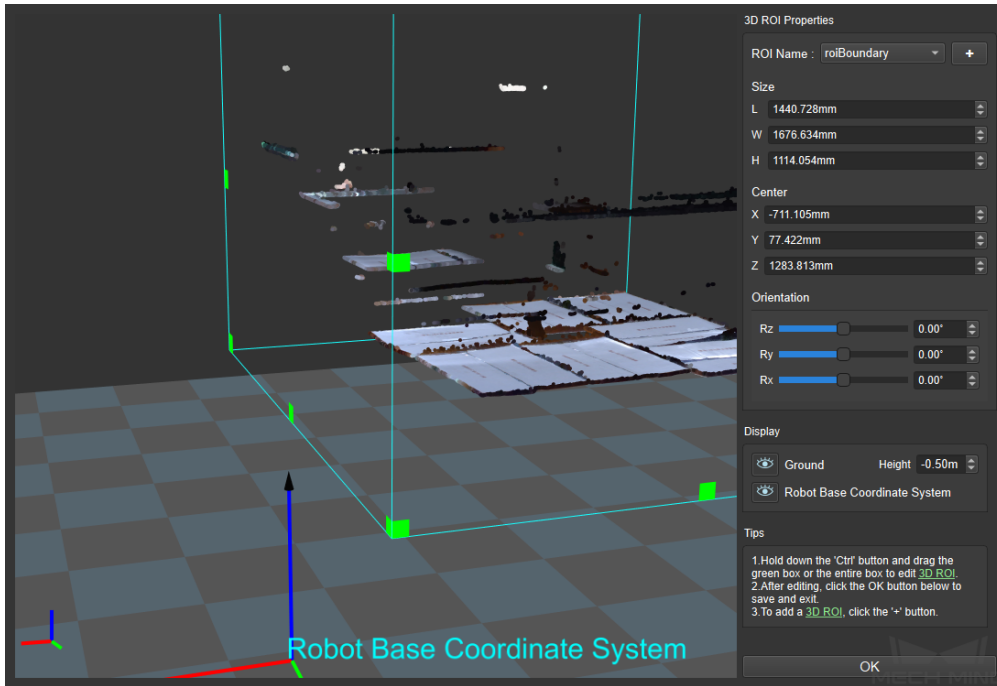 3D ROI Properties
ROI Name : roiBoundary +
Size
L 1440.728mm
W 1676.634mm
H 1114.054mm
Center
X -711.105mm
Y 77.422mm
Z 1283.813mm
Orientation
Rz 0.00°
Ry 0.00°
Rx 0.00°
Display
Ground Height -0.50m
Robot Base Coordinate System
Tips
1.Hold down the 'Ctrl' button and drag the
green box or the entire box to edit 3D ROI.
2.After editing, click the OK button below to
save and exit.
3.To add a 3D ROI, click the '+' button.
Robot Base Coordinate System
OK
MECH MIND